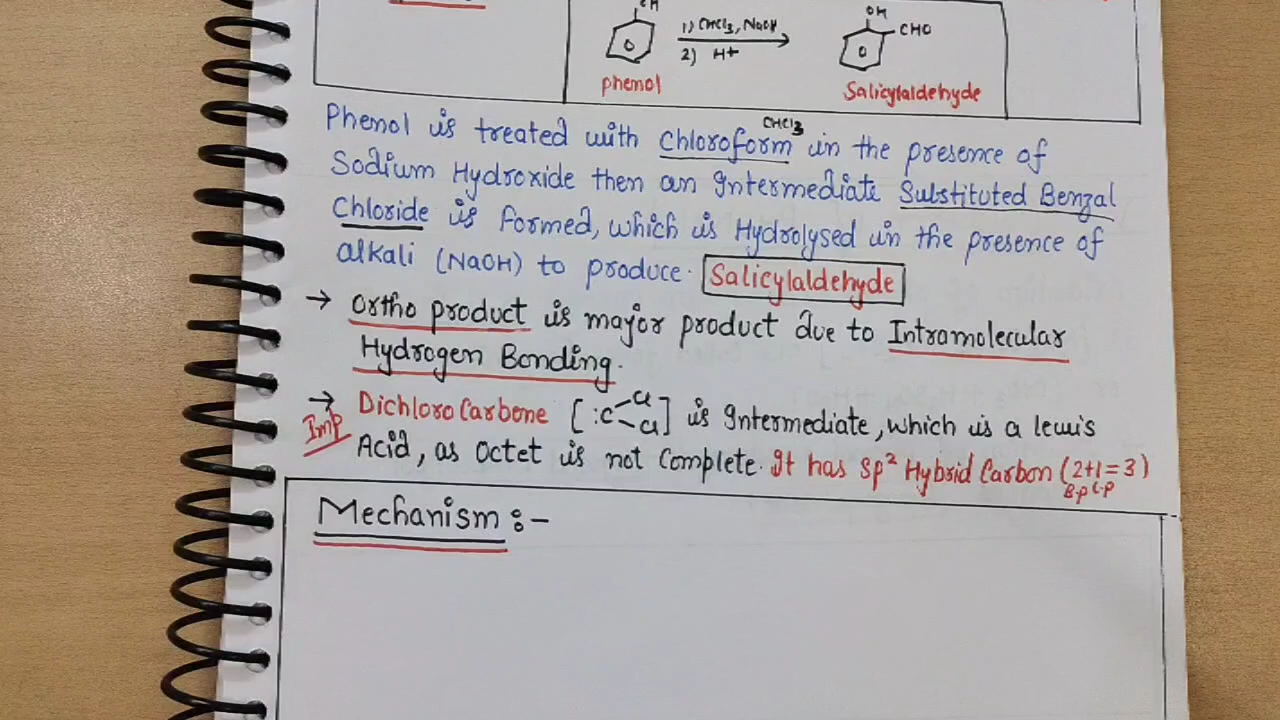 OH
1) CHCl3, NaOH
2) H+
phenol
OH
CHO
Salicylaldehyde
Phenol is treated with Chloroform CHCl3 in the presence of
Sodium Hydroxide then an Intermediate Substituted Benzal
Chloride is formed, which is Hydrolysed in the presence of
alkali (NaOH) to produce. Salicylaldehyde
→ Ortho product is major product due to Intramolecular
Hydrogen Bonding.
→ Dichloro Carbene [:C Cl Cl] is Intermediate, which is a lewis
Imp
Acid, as Octet is not Complete. It has Sp² Hybrid Carbon (2+1=3)
B.p L.p
Mechanism :-